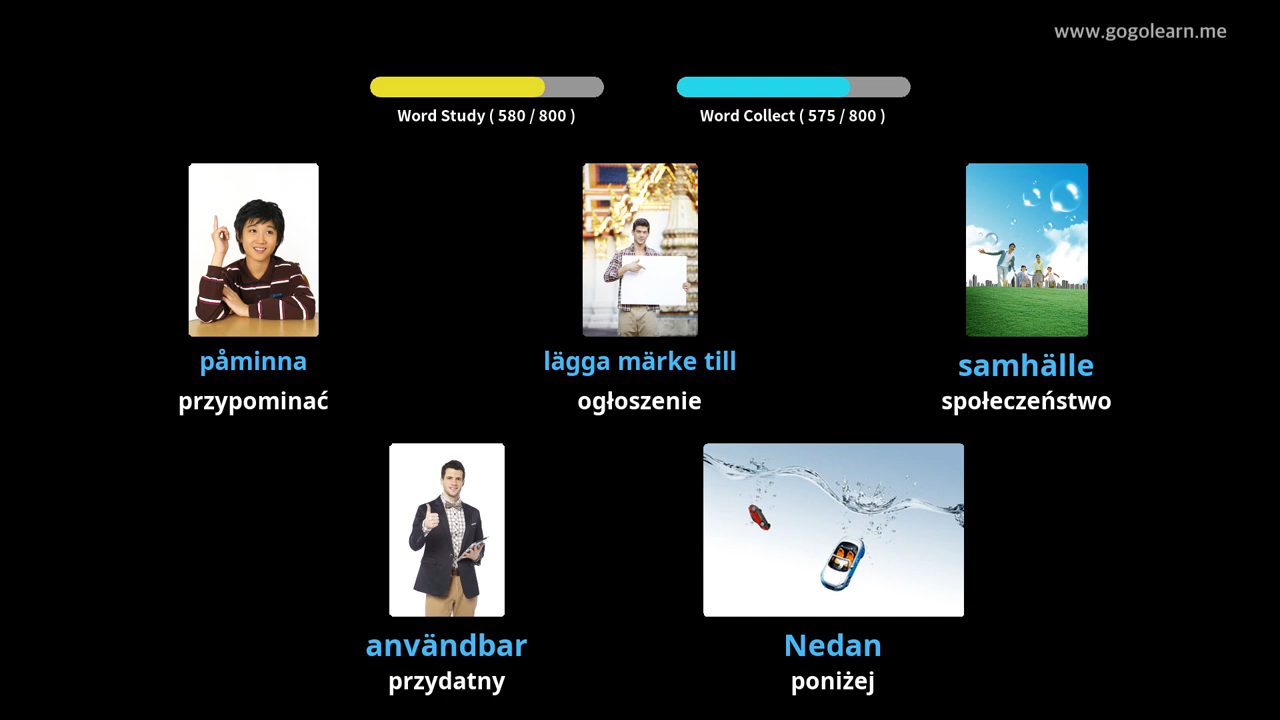 www.gogolearn.me
Word Study ( 580 / 800 )
Word Collect ( 575 / 800 )
påminna
lägga märke till
samhälle
przypominać
ogłoszenie
społeczeństwo
användbar
Nedan
przydatny
poniżej